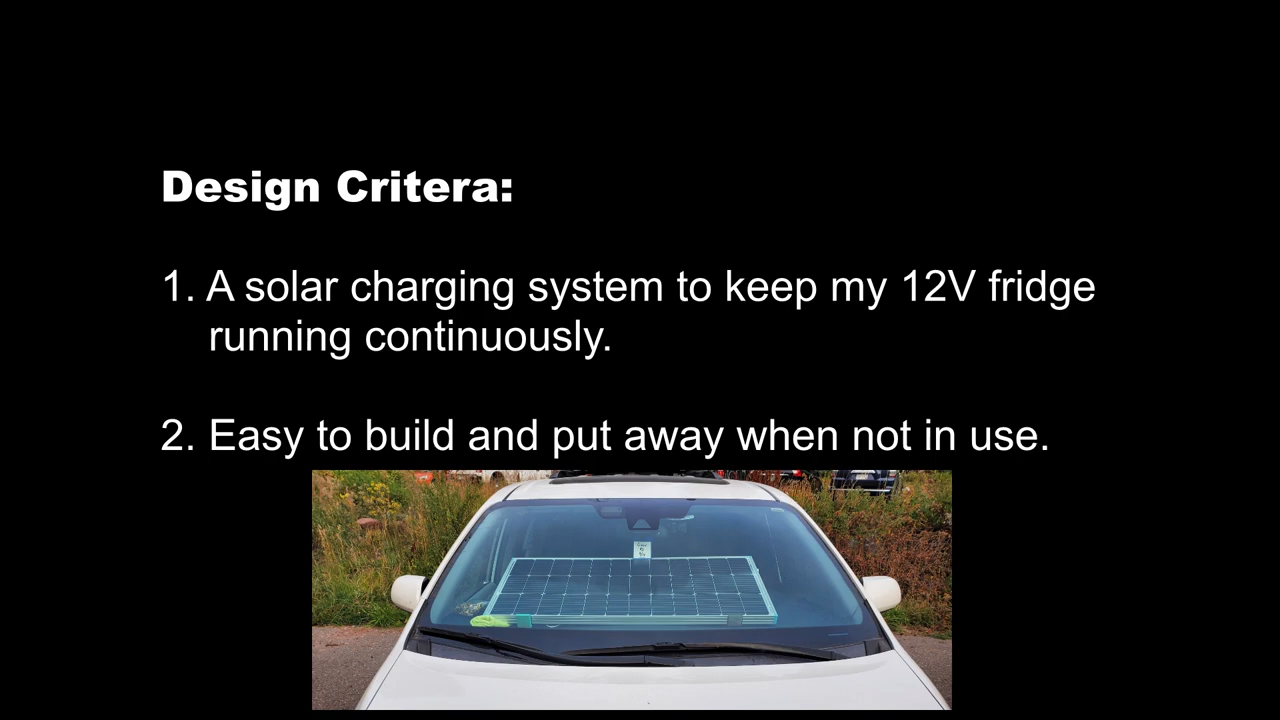 Design Critera:
1. A solar charging system to keep my 12V fridge
running continuously.
2. Easy to build and put away when not in use.